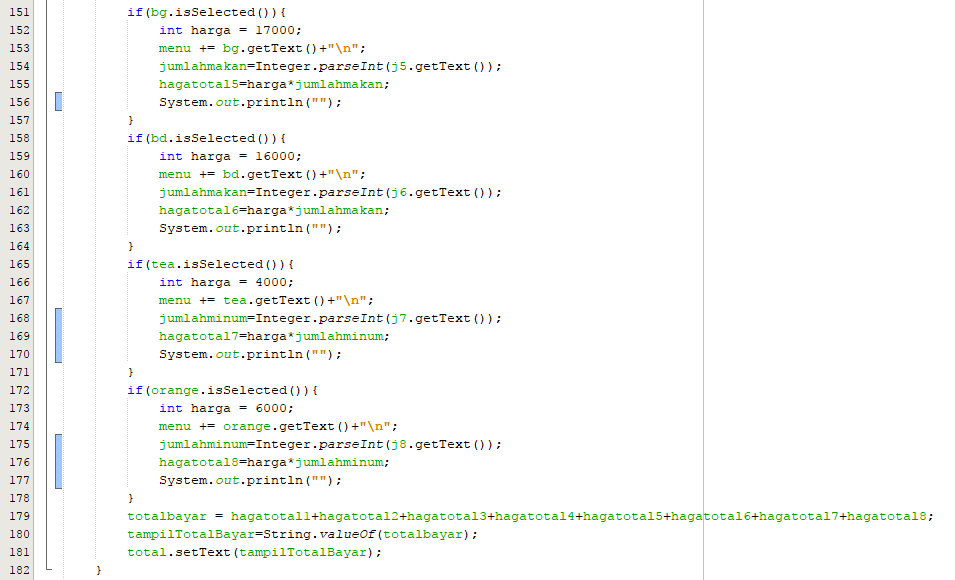 151 if(bg.isSelected()){
152 int harga = 17000;
153 menu += bg.getText()+"\n";
154 jumlahmakan=Integer.parseInt(j5.getText());
155 hagatotal5=harga*jumlahmakan;
156 System.out.println("");
157 }
158 if(bd.isSelected()){
159 int harga = 16000;
160 menu += bd.getText()+"\n";
161 jumlahmakan=Integer.parseInt(j6.getText());
162 hagatotal6=harga*jumlahmakan;
163 System.out.println("");
164 }
165 if(tea.isSelected()){
166 int harga = 4000;
167 menu += tea.getText()+"\n";
168 jumlahminum=Integer.parseInt(j7.getText());
169 hagatotal7=harga*jumlahminum;
170 System.out.println("");
171 }
172 if(orange.isSelected()){
173 int harga = 6000;
174 menu += orange.getText()+"\n";
175 jumlahminum=Integer.parseInt(j8.getText());
176 hagatotal8=harga*jumlahminum;
177 System.out.println("");
178 }
179 totalbayar = hagatotal1+hagatotal2+hagatotal3+hagatotal4+hagatotal5+hagatotal6+hagatotal7+hagatotal8;
180 tampilTotalBayar=String.valueOf(totalbayar);
181 total.setText(tampilTotalBayar);
182 }